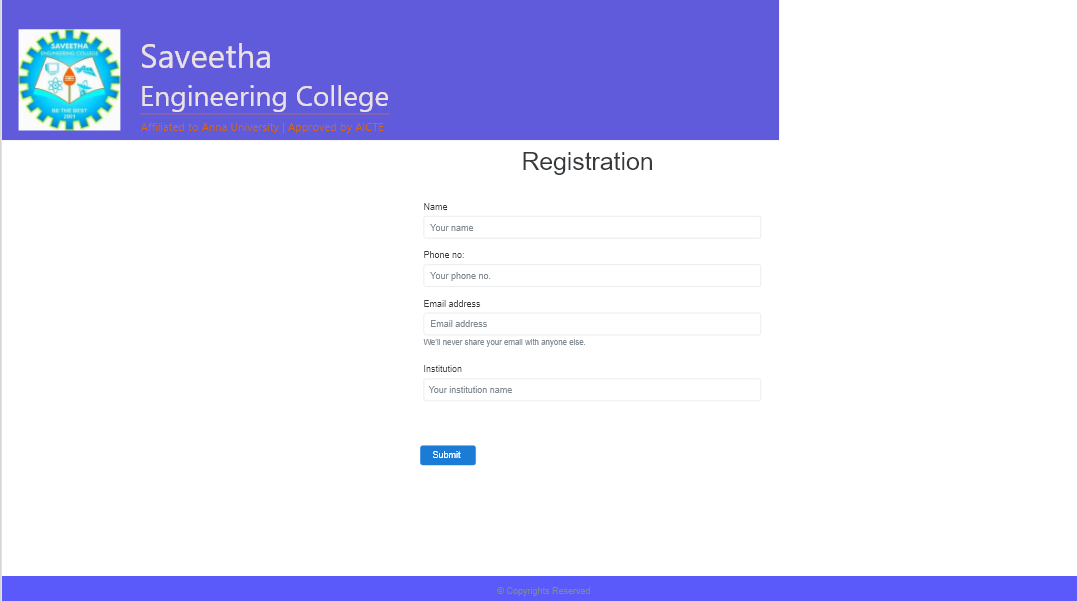 SAVEETHA
ENGINEERING COLLEGE
BE THE BEST
2001
Saveetha
Engineering College
Affiliated to Anna University | Approved by AICTE
Registration
Name
Your name
Phone no:
Your phone no.
Email address
Email address
We'll never share your email with anyone else.
Institution
Your institution name
Submit
© Copyrights Reserved